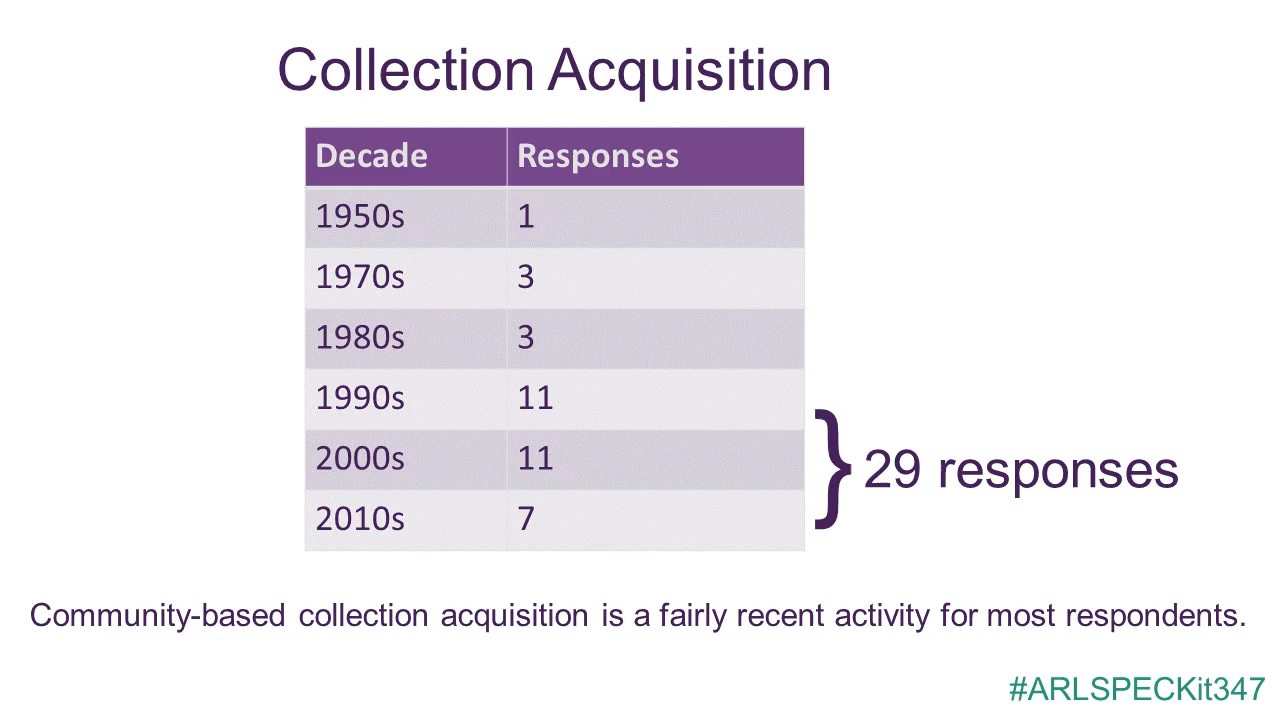 Collection Acquisition
Decade Responses
1950s 1
1970s 3
1980s 3
1990s 11
2000s 11
2010s 7
} 29 responses
Community-based collection acquisition is a fairly recent activity for most respondents.
#ARLSPECKit347